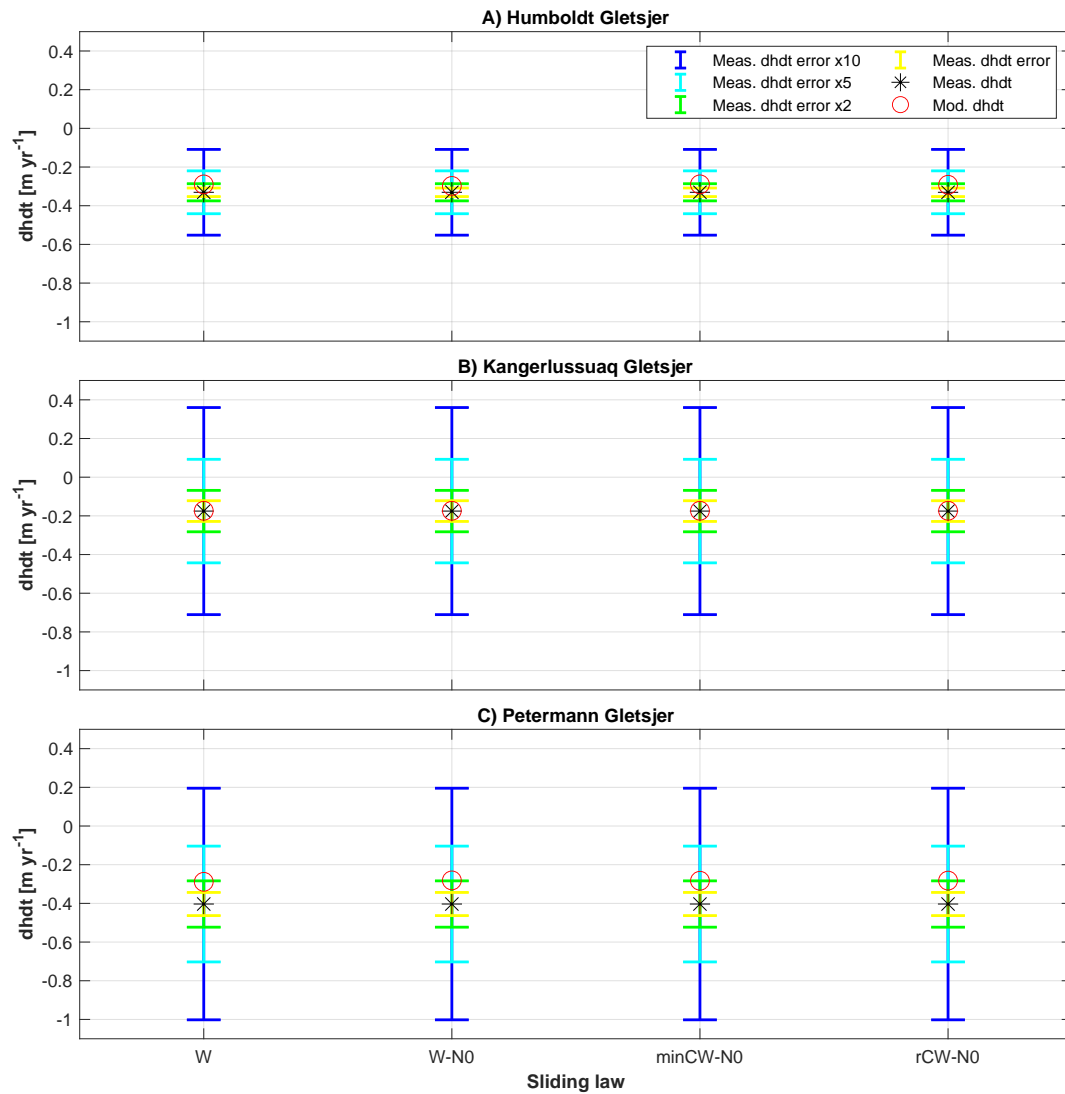 A) Humboldt Gletsjer
0.4
0.2
0
-0.2
-0.4
-0.6
-0.8
-1
dhdt [m yr-1]
Meas. dhdt error x10
Meas. dhdt error x5
Meas. dhdt error x2
Meas. dhdt error
Meas. dhdt
Mod. dhdt
B) Kangerlussuaq Gletsjer
0.4
0.2
0
-0.2
-0.4
-0.6
-0.8
-1
dhdt [m yr-1]
C) Petermann Gletsjer
0.4
0.2
0
-0.2
-0.4
-0.6
-0.8
-1
dhdt [m yr-1]
W W-N0 minCW-N0 rCW-N0
Sliding law